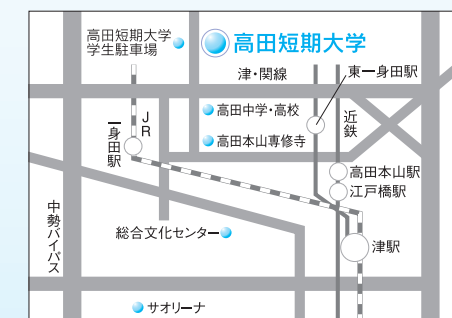 高田短期大学
学生駐車場
高田短期大学
津・関線
東一身田駅
高田中学・高校
JR
近鉄
高田本山専修寺
一身田駅
高田本山駅
江戸橋駅
中勢バイパス
総合文化センター
津駅
サオリーナ